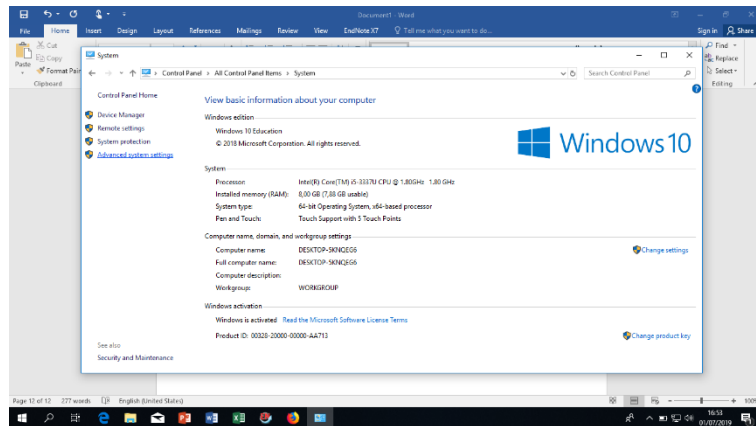 Document1 - Word
File Home Insert Design Layout References Mailings Review View EndNote X7 Tell me what you want to do...
Sign in Share
Cut
Copy
Paste
Format Pain
Clipboard
Find
Replace
Select
Editing
System
Control Panel > All Control Panel Items > System
Search Control Panel
Control Panel Home
Device Manager
Remote settings
System protection
Advanced system settings
View basic information about your computer
Windows edition
Windows 10 Education
© 2018 Microsoft Corporation. All rights reserved.
Windows 10
System
Processor: Intel(R) Core(TM) i5-3337U CPU @ 1.80GHz 1.80 GHz
Installed memory (RAM): 8,00 GB (7,88 GB usable)
System type: 64-bit Operating System, x64-based processor
Pen and Touch: Touch Support with 5 Touch Points
Computer name, domain, and workgroup settings
Computer name: DESKTOP-5KNQEG6
Change settings
Full computer name: DESKTOP-5KNQEG6
Computer description:
Workgroup: WORKGROUP
Windows activation
Windows is activated Read the Microsoft Software License Terms
Product ID: 00328-20000-00000-AA713
Change product key
See also
Security and Maintenance
Page 12 of 12 277 words English (United States)
100%
16:53
01/07/2019